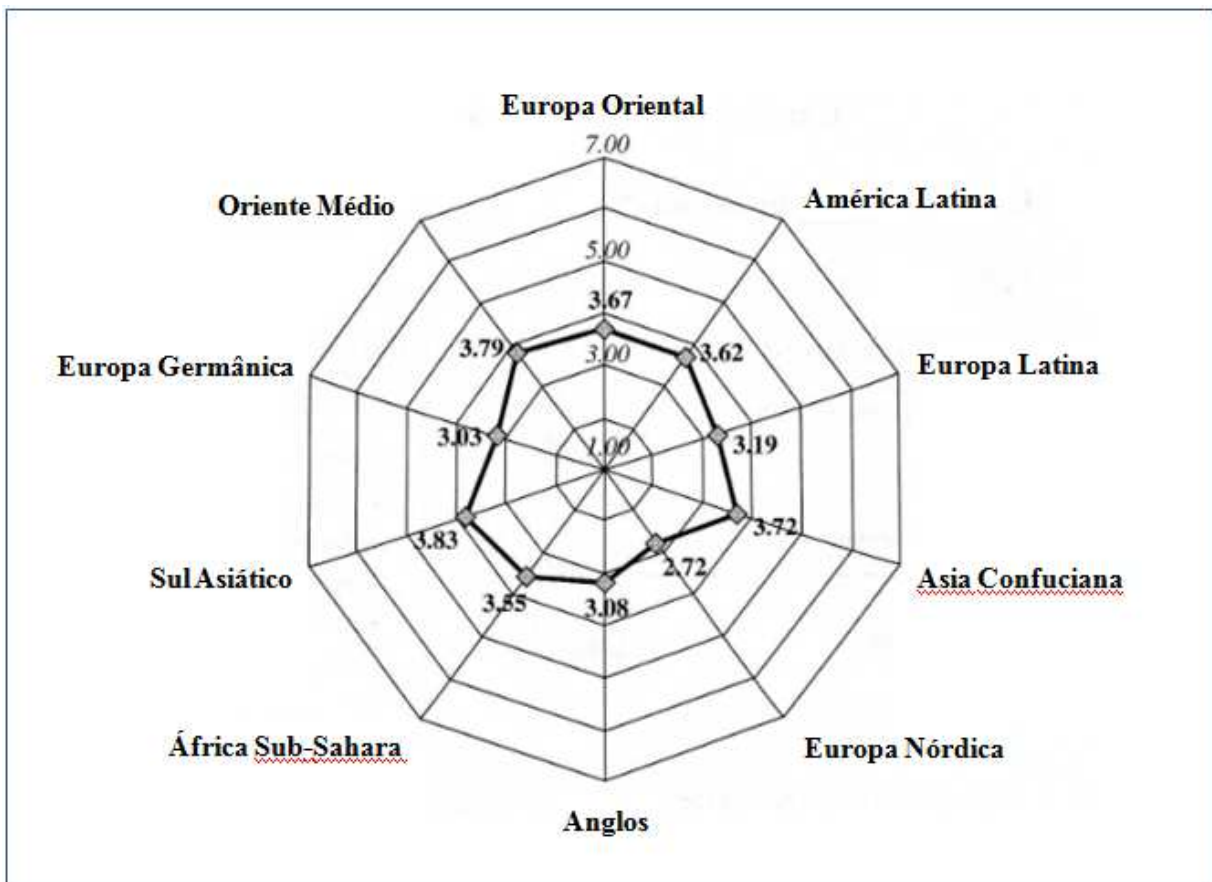 Europa Oriental
7.00
Oriente Médio
América Latina
5.00
3.67
3.79
3.62
Europa Germânica
3.00
Europa Latina
3.03
1.00
3.19
3.83
3.72
Sul Asiático
2.72
Asia Confuciana
3.55
3.08
África Sub-Sahara
Europa Nórdica
Anglos